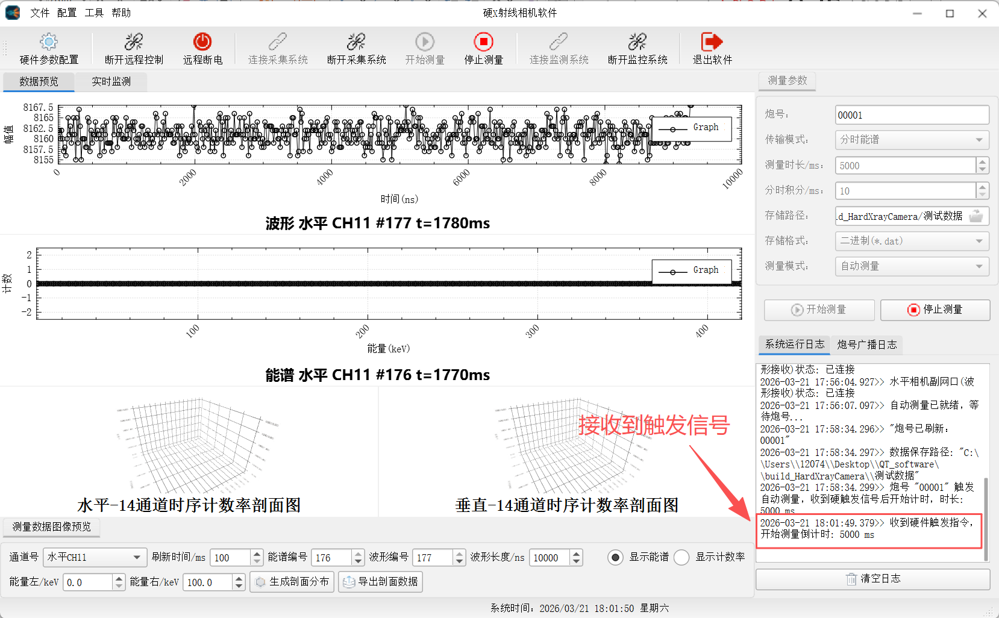 文件 配置 工具 帮助
硬X射线相机软件
硬件参数配置
断开远程控制
远程断电
连接采集系统
断开采集系统
开始测量
停止测量
连接监测系统
断开监控系统
退出软件
数据预览
实时监测
8167.5
8165
8162.5
8160
8157.5
8155
幅值
Graph
0
2000
4000
6000
8000
10000
时间(ns)
波形 水平 CH11 #177 t=1780ms
2
1
0
-1
-2
计数
Graph
100
200
300
400
能量(keV)
能谱 水平 CH11 #176 t=1770ms
水平-14通道时序计数率剖面图
垂直-14通道时序计数率剖面图
接收到触发信号
测量数据图像预览
通道号 水平CH11 刷新时间/ms 100 能谱编号 176 波形编号 177 波形长度/ns 10000 显示能谱 显示计数率
能量左/keV 0.0 能量右/keV 100.0 生成剖面分布 导出剖面数据
测量参数
炮号: 00001
传输模式: 分时能谱
测量时长/ms: 5000
分时积分/ms: 10
存储路径: .d_HardXrayCamera/测试数据
存储格式: 二进制(*.dat)
测量模式: 自动测量
开始测量
停止测量
系统运行日志
炮号广播日志
形接收)状态: 已连接
2026-03-21 17:56:04.927>> 水平相机副网口(波
形接收)状态: 已连接
2026-03-21 17:56:07.097>> 自动测量已就绪，等
待炮号...
2026-03-21 17:58:34.296>> "炮号已刷新:
00001"
2026-03-21 17:58:34.297>> 数据保存路径: "C:\
\Users\\12074\\Desktop\\QT_software\
\build_HardXrayCamera\\测试数据"
2026-03-21 17:58:34.299>> 炮号 "00001" 触发
自动测量，收到硬触发信号后开始计时，时长:
5000 ms
2026-03-21 18:01:49.379>> 收到硬件触发指令，
开始测量倒计时: 5000 ms
清空日志
系统时间: 2026/03/21 18:01:50 星期六